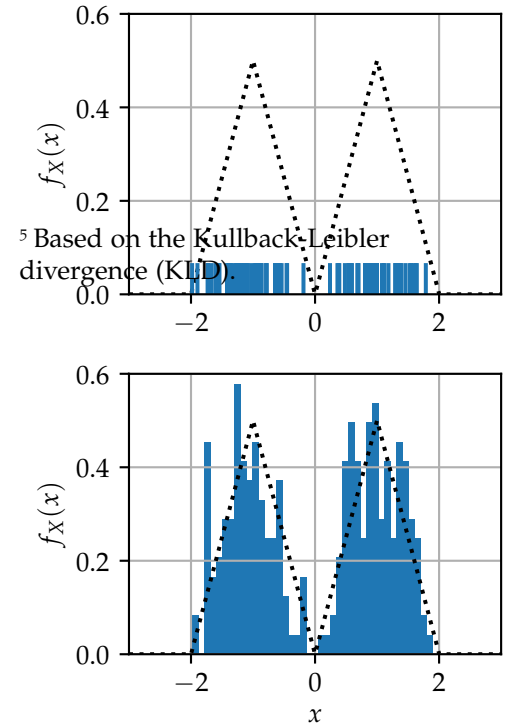 0.6
0.4
0.2
0.0
f_X(x)
⁵ Based on the Kullback-Leibler
divergence (KLD).
−2 0 2
0.6
0.4
0.2
0.0
f_X(x)
−2 0 2
x